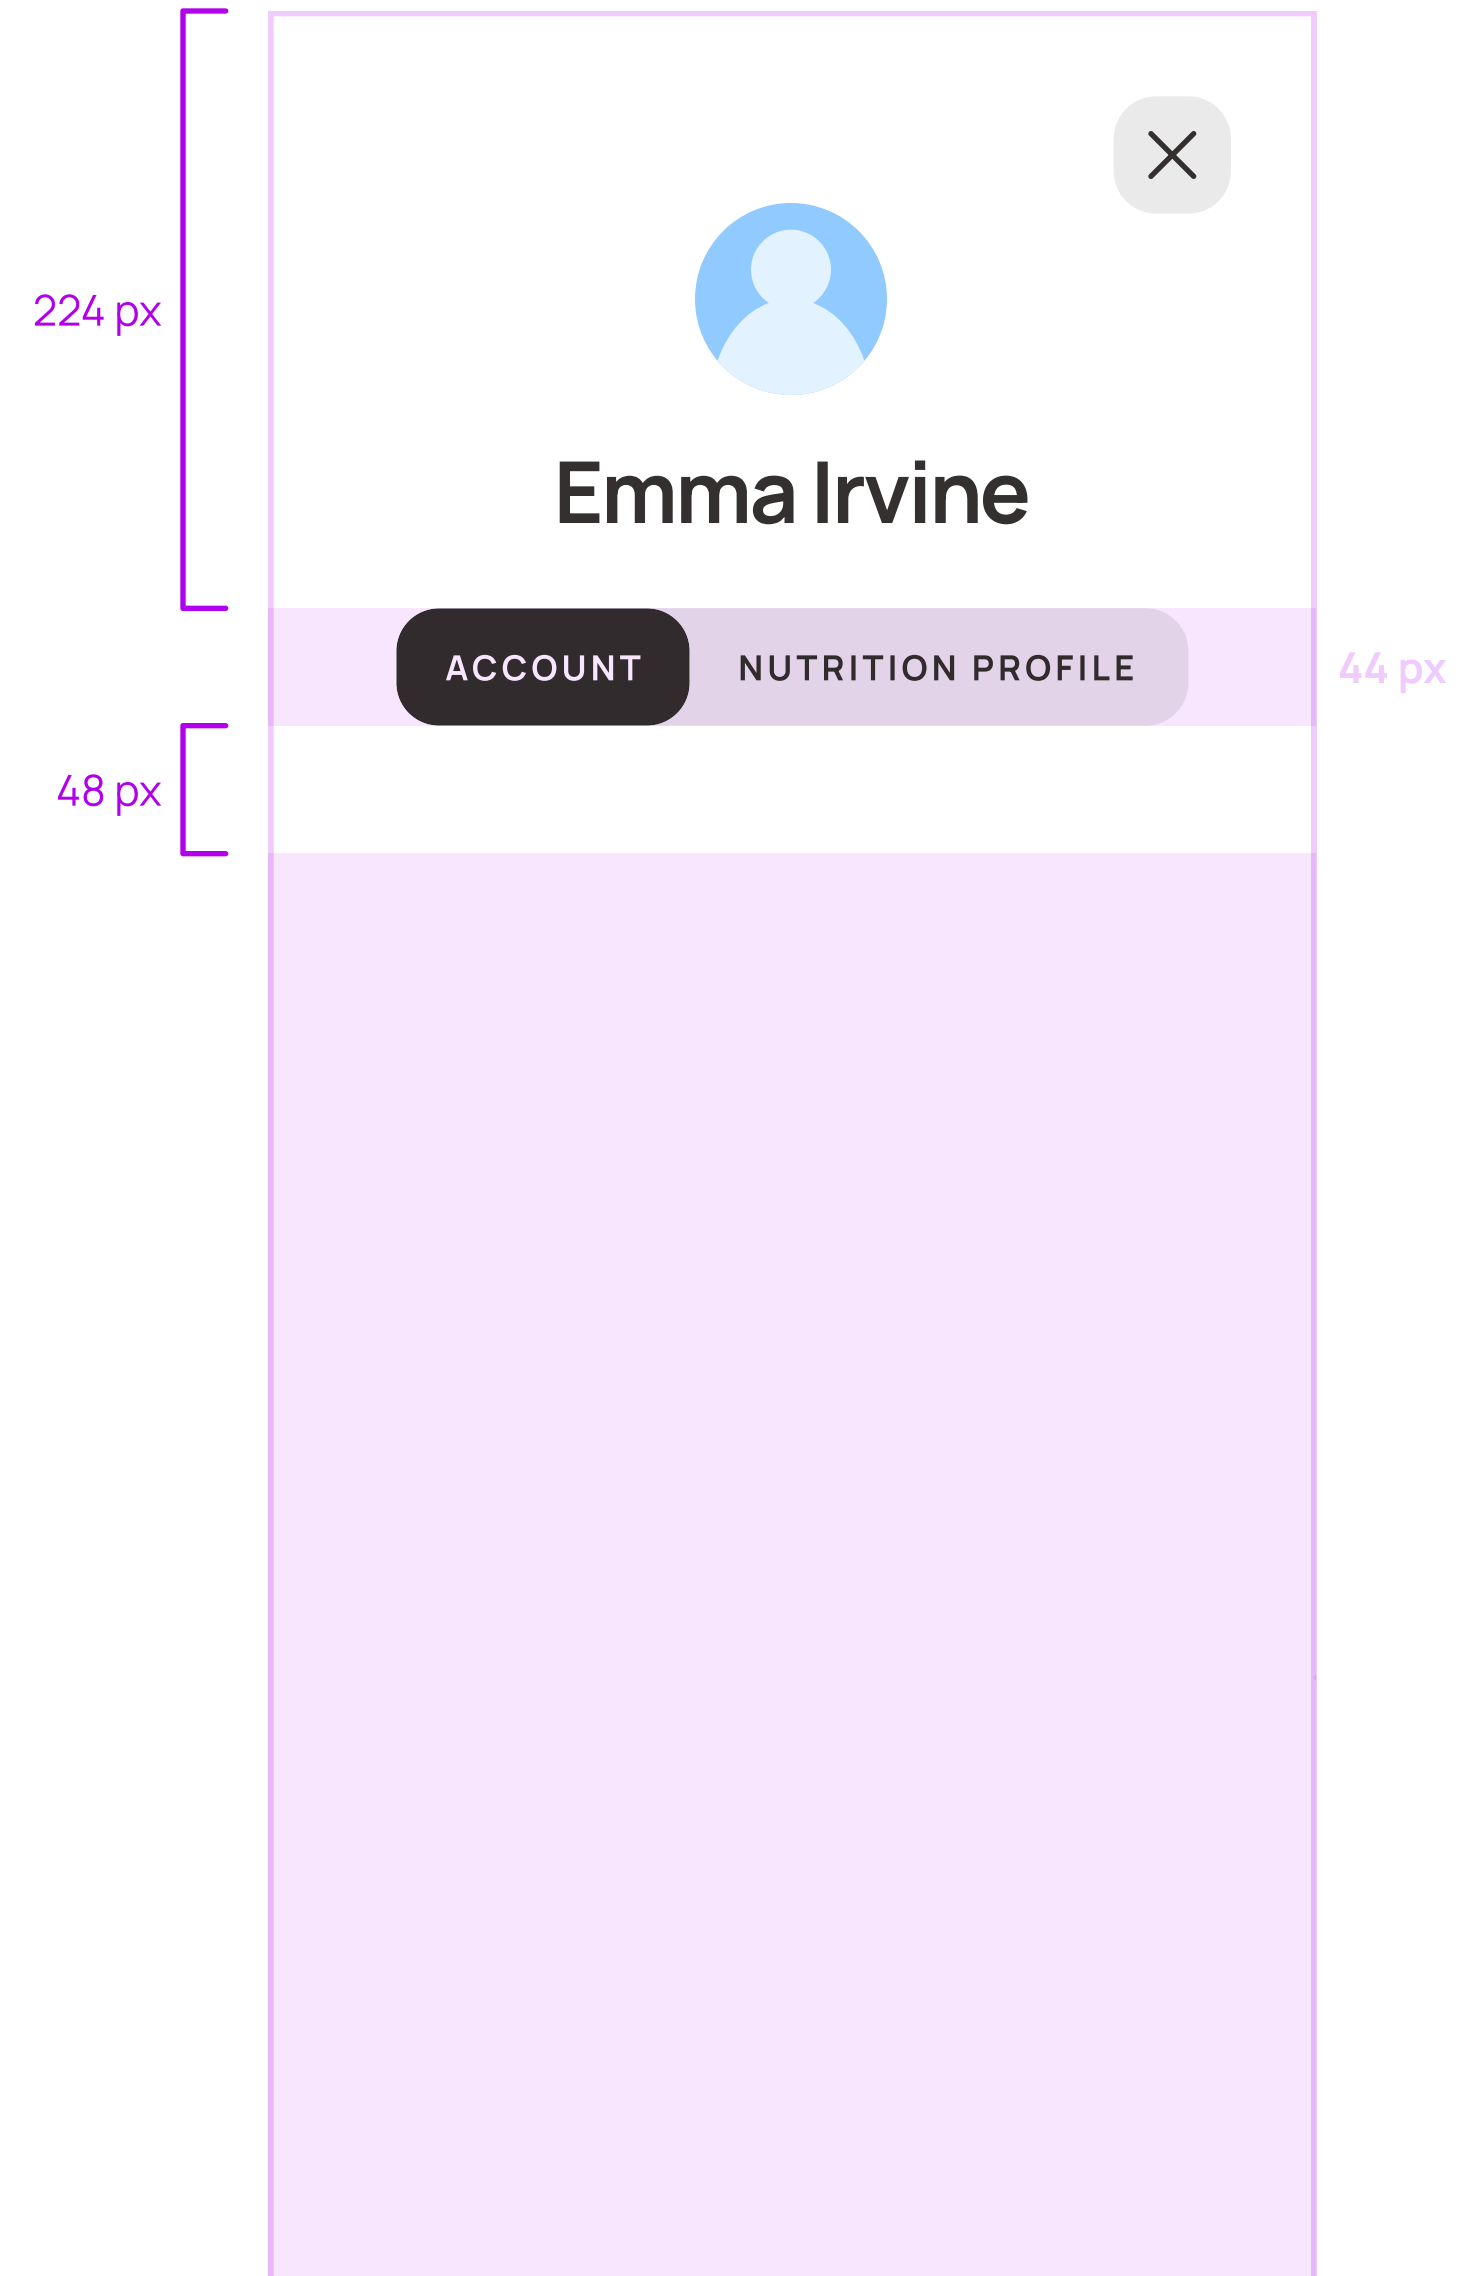 224 px
Emma Irvine
ACCOUNT
NUTRITION PROFILE
44 px
48 px